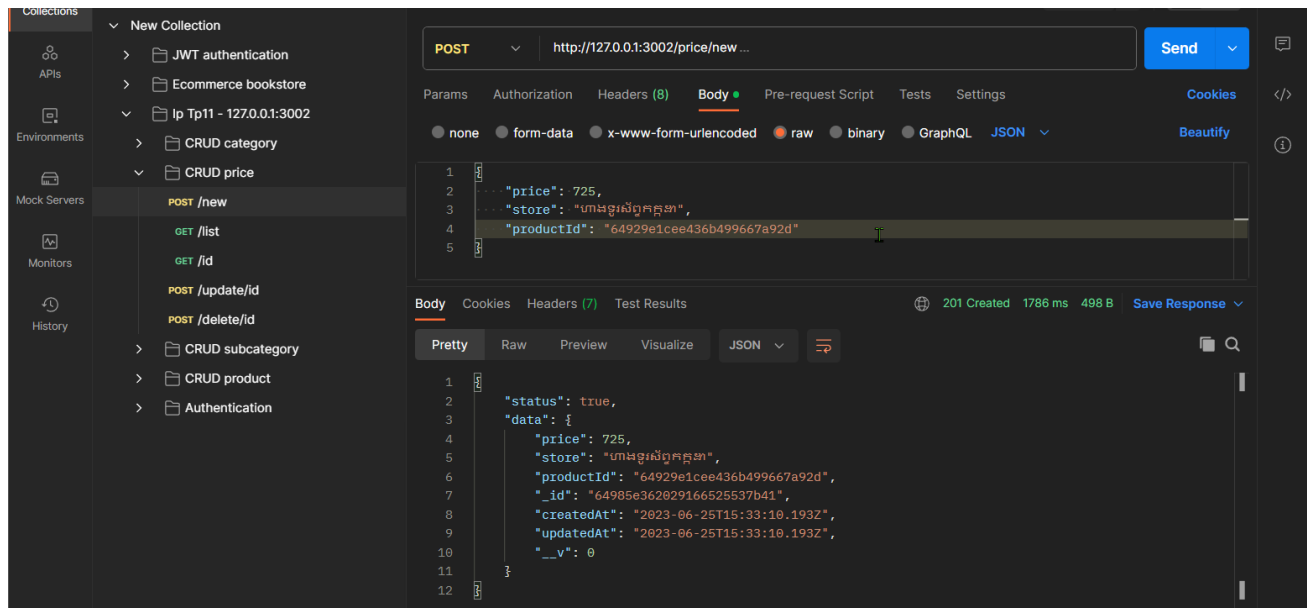 Collections
APIs
Environments
Mock Servers
Monitors
History
New Collection
JWT authentication
Ecommerce bookstore
Ip Tp11 - 127.0.0.1:3002
CRUD category
CRUD price
POST /new
GET /list
GET /id
POST /update/id
POST /delete/id
CRUD subcategory
CRUD product
Authentication
POST http://127.0.0.1:3002/price/new ... Send
Params Authorization Headers (8) Body Pre-request Script Tests Settings Cookies
none form-data x-www-form-urlencoded raw binary GraphQL JSON Beautify
1 {
2 "price": 725,
3 "store": "ហាងទូរស័ព្ទកក្កដា",
4 "productId": "64929e1cee436b499667a92d"
5 }
Body Cookies Headers (7) Test Results 201 Created 1786 ms 498 B Save Response
Pretty Raw Preview Visualize JSON
1 {
2 "status": true,
3 "data": {
4 "price": 725,
5 "store": "ហាងទូរស័ព្ទកក្កដា",
6 "productId": "64929e1cee436b499667a92d",
7 "_id": "64985e362029166525537b41",
8 "createdAt": "2023-06-25T15:33:10.193Z",
9 "updatedAt": "2023-06-25T15:33:10.193Z",
10 "__v": 0
11 }
12 }